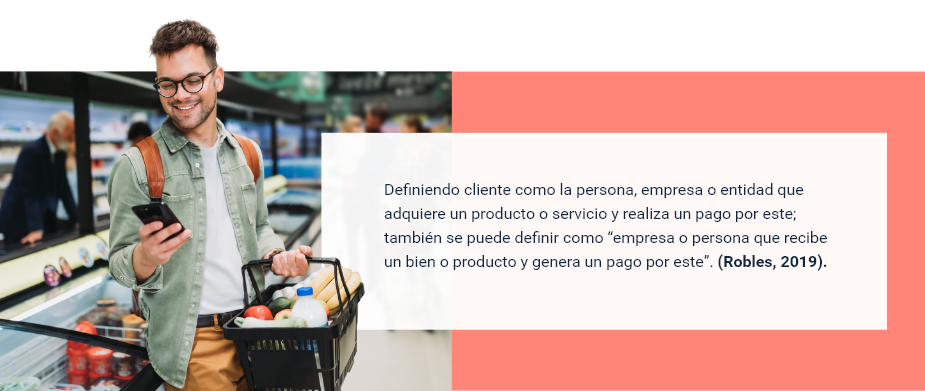 Definiendo cliente como la persona, empresa o entidad que
adquiere un producto o servicio y realiza un pago por este;
también se puede definir como “empresa o persona que recibe
un bien o producto y genera un pago por este”. (Robles, 2019).